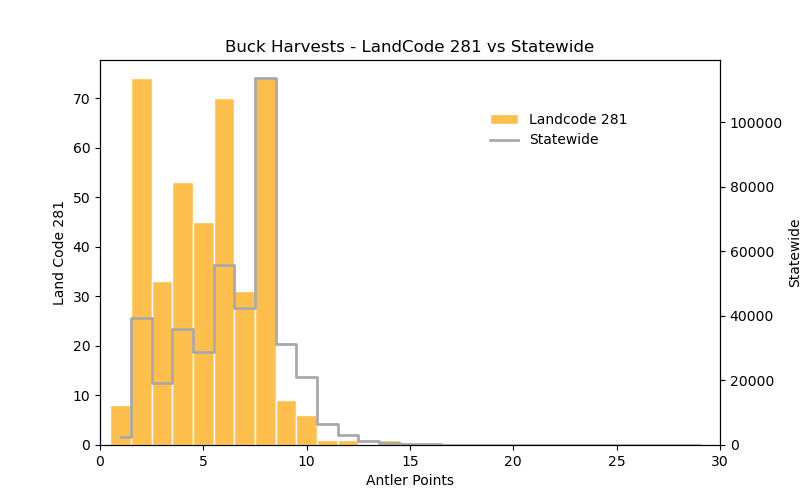 Buck Harvests - LandCode 281 vs Statewide
Landcode 281
Statewide
Land Code 281
70
60
50
40
30
20
10
0
100000
80000
60000
40000
20000
0
Statewide
0 5 10 15 20 25 30
Antler Points